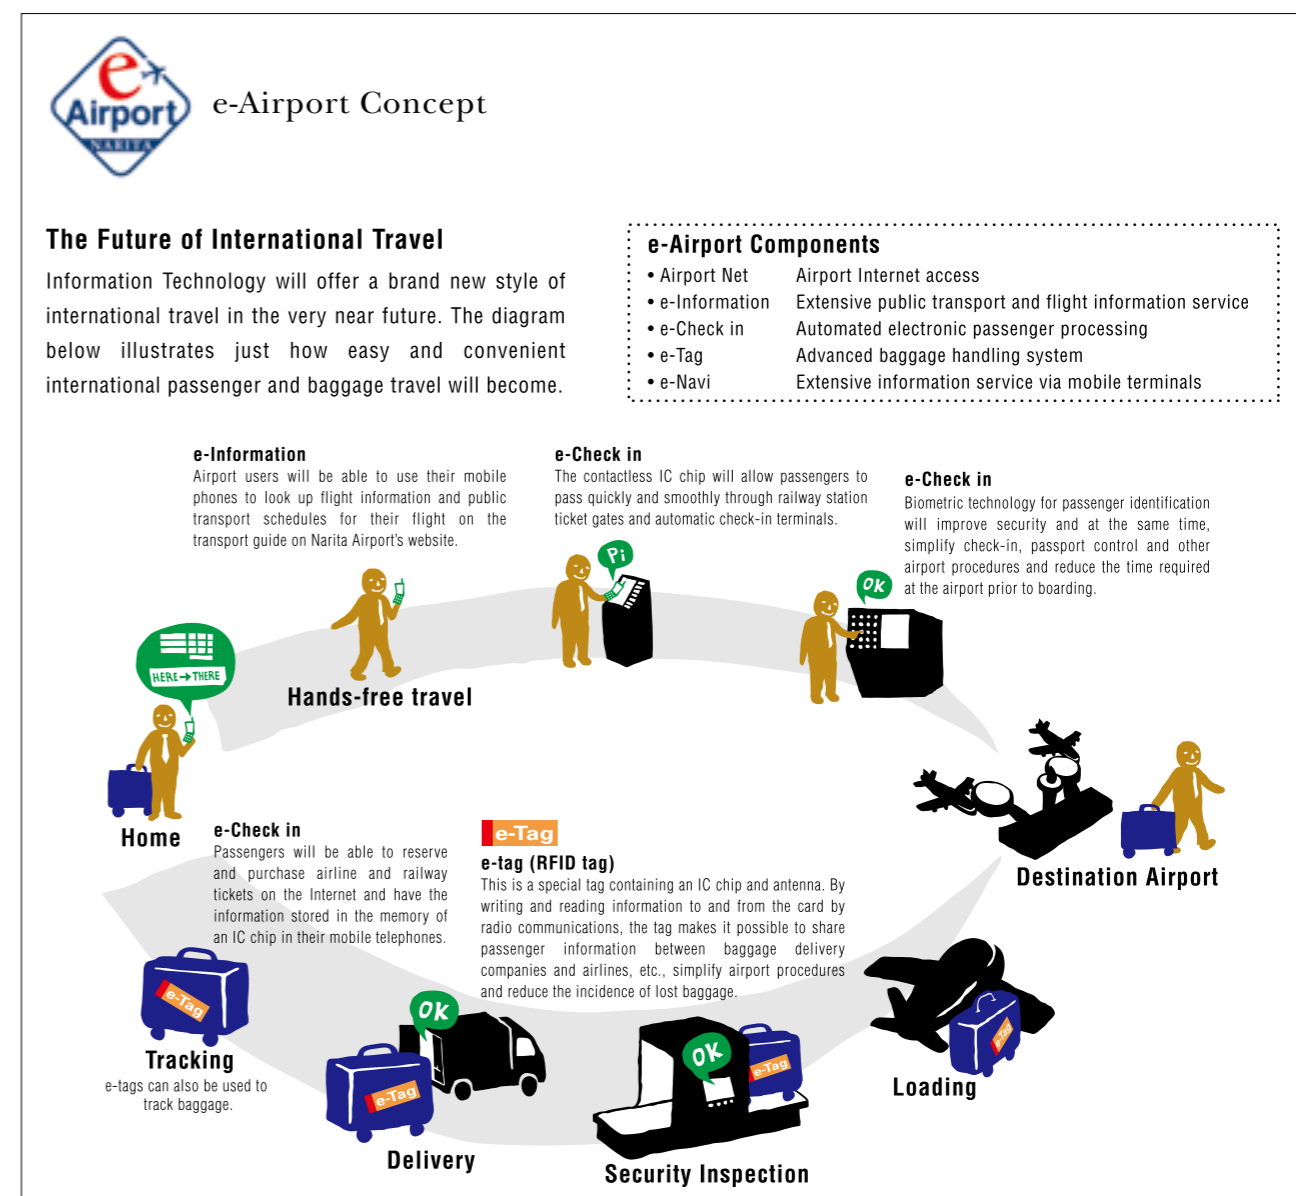 e
Airport
NARITA
e-Airport Concept
The Future of International Travel
Information Technology will offer a brand new style of
international travel in the very near future. The diagram
below illustrates just how easy and convenient
international passenger and baggage travel will become.
e-Airport Components
• Airport Net Airport Internet access
• e-Information Extensive public transport and flight information service
• e-Check in Automated electronic passenger processing
• e-Tag Advanced baggage handling system
• e-Navi Extensive information service via mobile terminals
e-Information
Airport users will be able to use their mobile
phones to look up flight information and public
transport schedules for their flight on the
transport guide on Narita Airport's website.
e-Check in
The contactless IC chip will allow passengers to
pass quickly and smoothly through railway station
ticket gates and automatic check-in terminals.
e-Check in
Biometric technology for passenger identification
will improve security and at the same time,
simplify check-in, passport control and other
airport procedures and reduce the time required
at the airport prior to boarding.
Pi
OK
HERE→THERE
Hands-free travel
Home
Destination Airport
e-Check in
Passengers will be able to reserve
and purchase airline and railway
tickets on the Internet and have the
information stored in the memory of
an IC chip in their mobile telephones.
e-Tag
e-tag (RFID tag)
This is a special tag containing an IC chip and antenna. By
writing and reading information to and from the card by
radio communications, the tag makes it possible to share
passenger information between baggage delivery
companies and airlines, etc., simplify airport procedures
and reduce the incidence of lost baggage.
e-Tag
Tracking
e-tags can also be used to
track baggage.
OK
e-Tag
Delivery
OK
e-Tag
Security Inspection
e-Tag
Loading